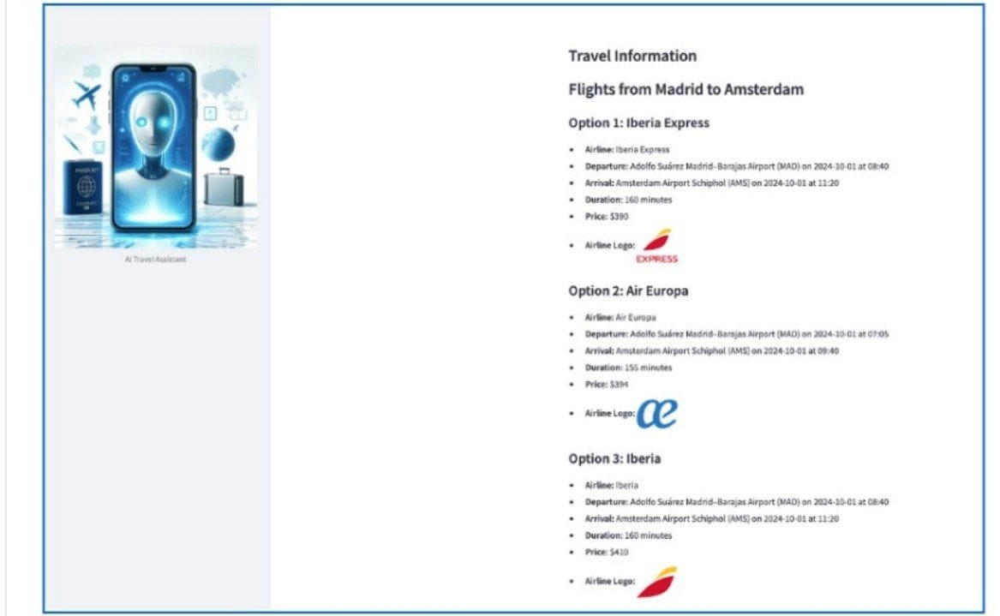 AI Travel Assistant
Travel Information
Flights from Madrid to Amsterdam
Option 1: Iberia Express
• Airline: Iberia Express
• Departure: Adolfo Suárez Madrid–Barajas Airport (MAD) on 2024-10-01 at 08:40
• Arrival: Amsterdam Airport Schiphol (AMS) on 2024-10-01 at 11:20
• Duration: 160 minutes
• Price: $390
• Airline Logo:
EXPRESS
Option 2: Air Europa
• Airline: Air Europa
• Departure: Adolfo Suárez Madrid–Barajas Airport (MAD) on 2024-10-01 at 07:05
• Arrival: Amsterdam Airport Schiphol (AMS) on 2024-10-01 at 09:40
• Duration: 155 minutes
• Price: $394
• Airline Logo: æ
Option 3: Iberia
• Airline: Iberia
• Departure: Adolfo Suárez Madrid–Barajas Airport (MAD) on 2024-10-01 at 08:40
• Arrival: Amsterdam Airport Schiphol (AMS) on 2024-10-01 at 11:20
• Duration: 160 minutes
• Price: $410
• Airline Logo: